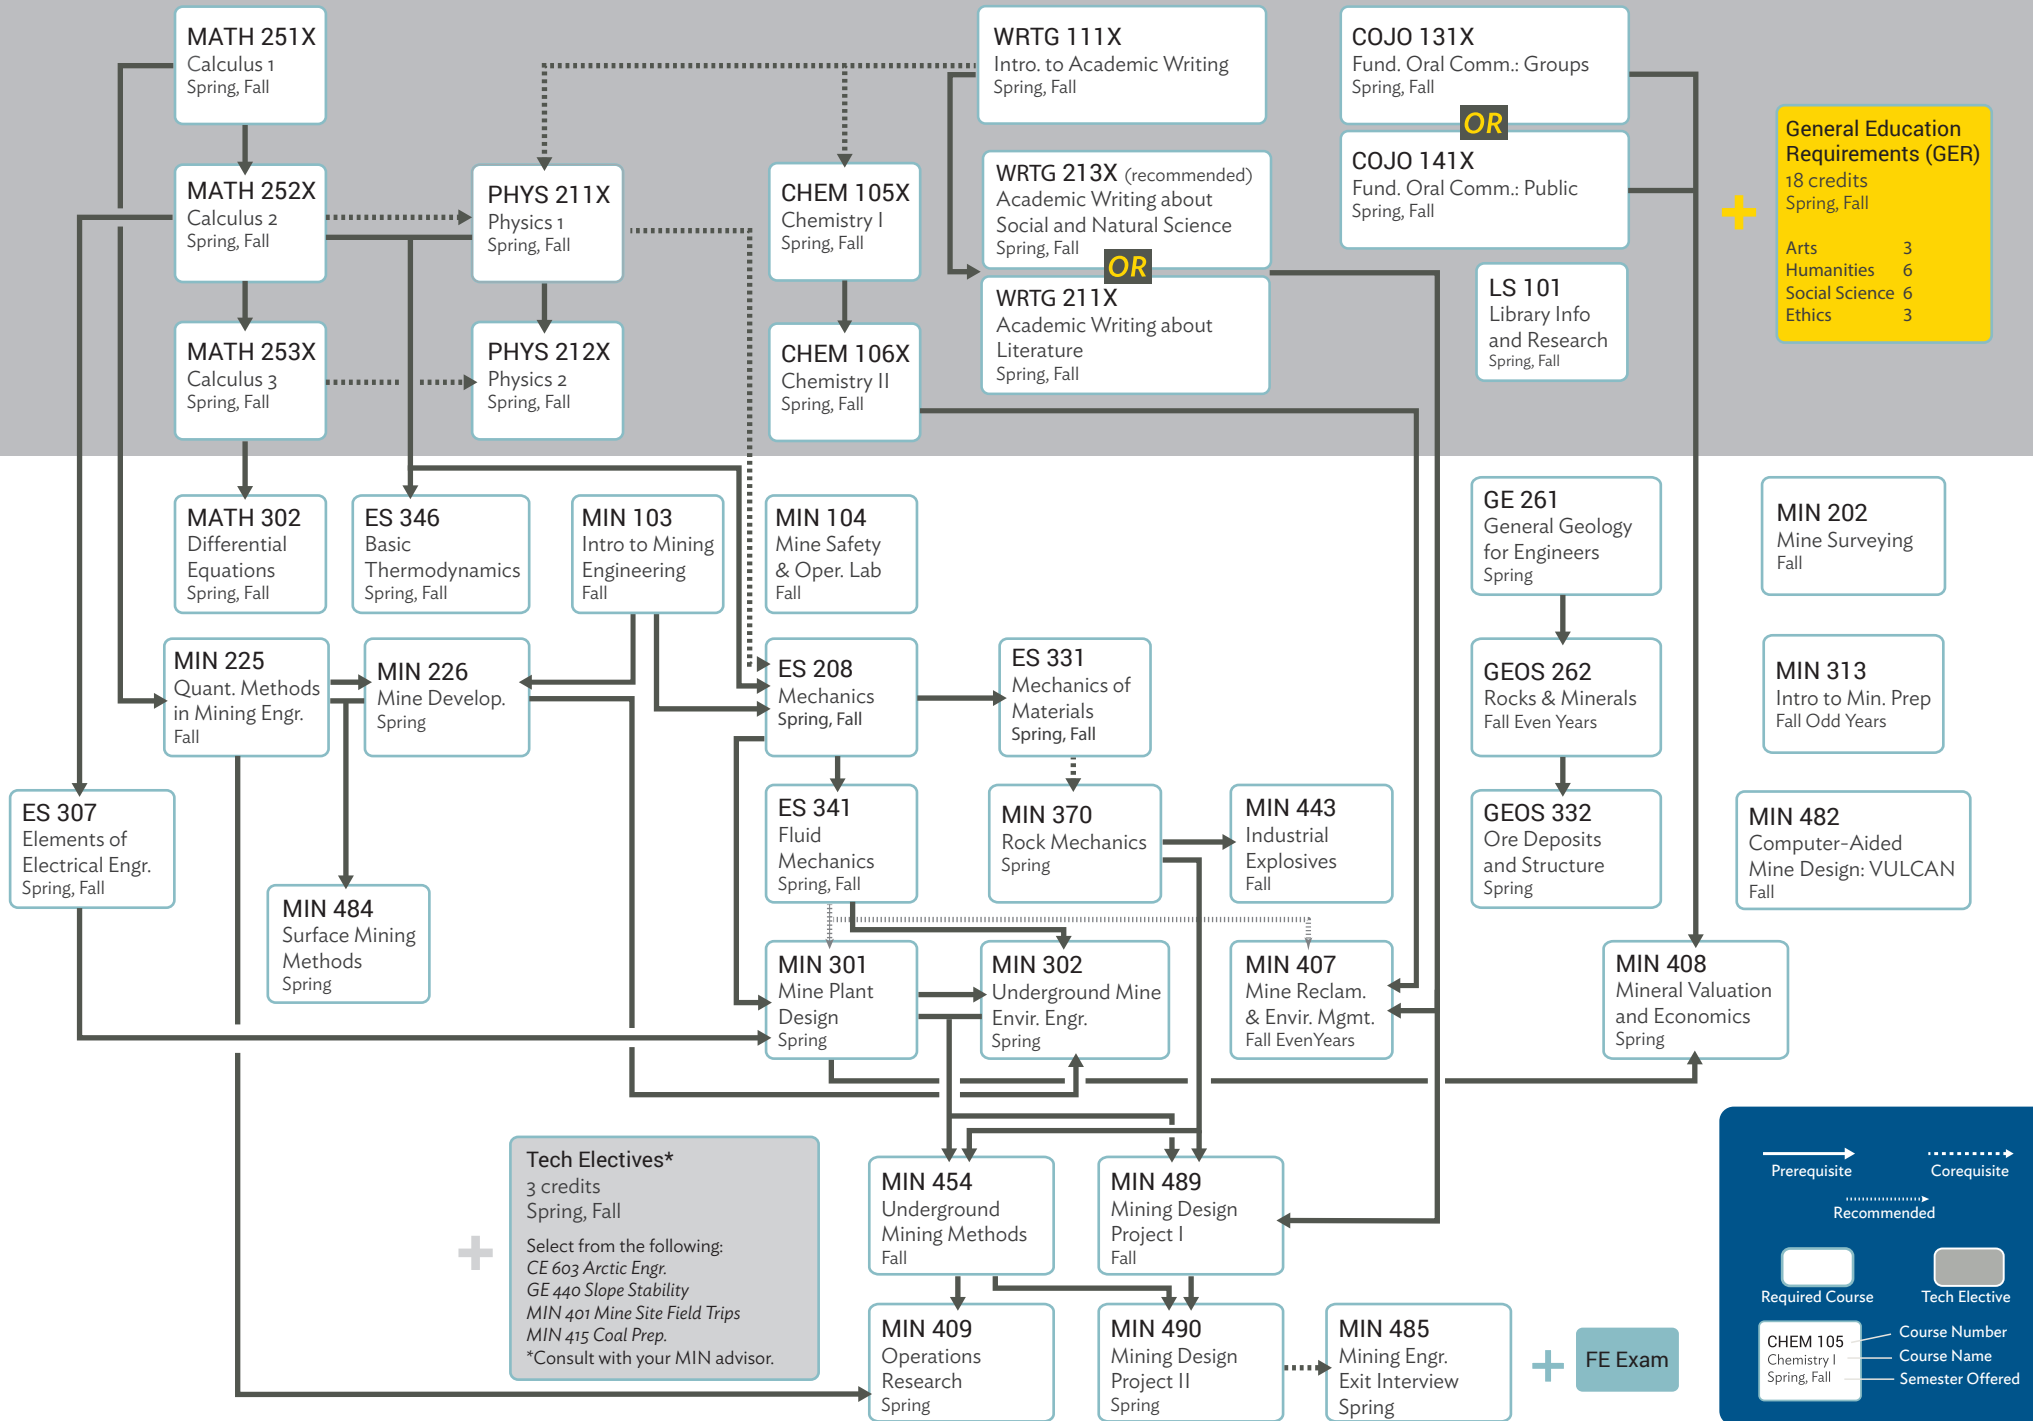 MATH 251X
Calculus 1
Spring, Fall
WRTG 111X
Intro. to Academic Writing
Spring, Fall
COJO 131X
Fund. Oral Comm.: Groups
Spring, Fall
OR
COJO 141X
Fund. Oral Comm.: Public
Spring, Fall
General Education
Requirements (GER)
18 credits
Spring, Fall
Arts 3
Humanities 6
Social Science 6
Ethics 3
MATH 252X
Calculus 2
Spring, Fall
PHYS 211X
Physics 1
Spring, Fall
CHEM 105X
Chemistry I
Spring, Fall
WRTG 213X (recommended)
Academic Writing about
Social and Natural Science
Spring, Fall
OR
WRTG 211X
Academic Writing about
Literature
Spring, Fall
LS 101
Library Info
and Research
Spring, Fall
MATH 253X
Calculus 3
Spring, Fall
PHYS 212X
Physics 2
Spring, Fall
CHEM 106X
Chemistry II
Spring, Fall
MATH 302
Differential
Equations
Spring, Fall
ES 346
Basic
Thermodynamics
Spring, Fall
MIN 103
Intro to Mining
Engineering
Fall
MIN 104
Mine Safety
& Oper. Lab
Fall
GE 261
General Geology
for Engineers
Spring
MIN 202
Mine Surveying
Fall
MIN 225
Quant. Methods
in Mining Engr.
Fall
MIN 226
Mine Develop.
Spring
ES 208
Mechanics
Spring, Fall
ES 331
Mechanics of
Materials
Spring, Fall
GEOS 262
Rocks & Minerals
Fall Even Years
MIN 313
Intro to Min. Prep
Fall Odd Years
ES 307
Elements of
Electrical Engr.
Spring, Fall
ES 341
Fluid
Mechanics
Spring, Fall
MIN 370
Rock Mechanics
Spring
MIN 443
Industrial
Explosives
Fall
GEOS 332
Ore Deposits
and Structure
Spring
MIN 482
Computer-Aided
Mine Design: VULCAN
Fall
MIN 484
Surface Mining
Methods
Spring
MIN 301
Mine Plant
Design
Spring
MIN 302
Underground Mine
Envir. Engr.
Spring
MIN 407
Mine Reclam.
& Envir. Mgmt.
Fall EvenYears
MIN 408
Mineral Valuation
and Economics
Spring
Tech Electives*
3 credits
Spring, Fall
Select from the following:
CE 603 Arctic Engr.
GE 440 Slope Stability
MIN 401 Mine Site Field Trips
MIN 415 Coal Prep.
*Consult with your MIN advisor.
MIN 454
Underground
Mining Methods
Fall
MIN 489
Mining Design
Project I
Fall
MIN 409
Operations
Research
Spring
MIN 490
Mining Design
Project II
Spring
MIN 485
Mining Engr.
Exit Interview
Spring
FE Exam
Prerequisite
Corequisite
Recommended
Required Course
Tech Elective
CHEM 105
Chemistry I
Spring, Fall
Course Number
Course Name
Semester Offered